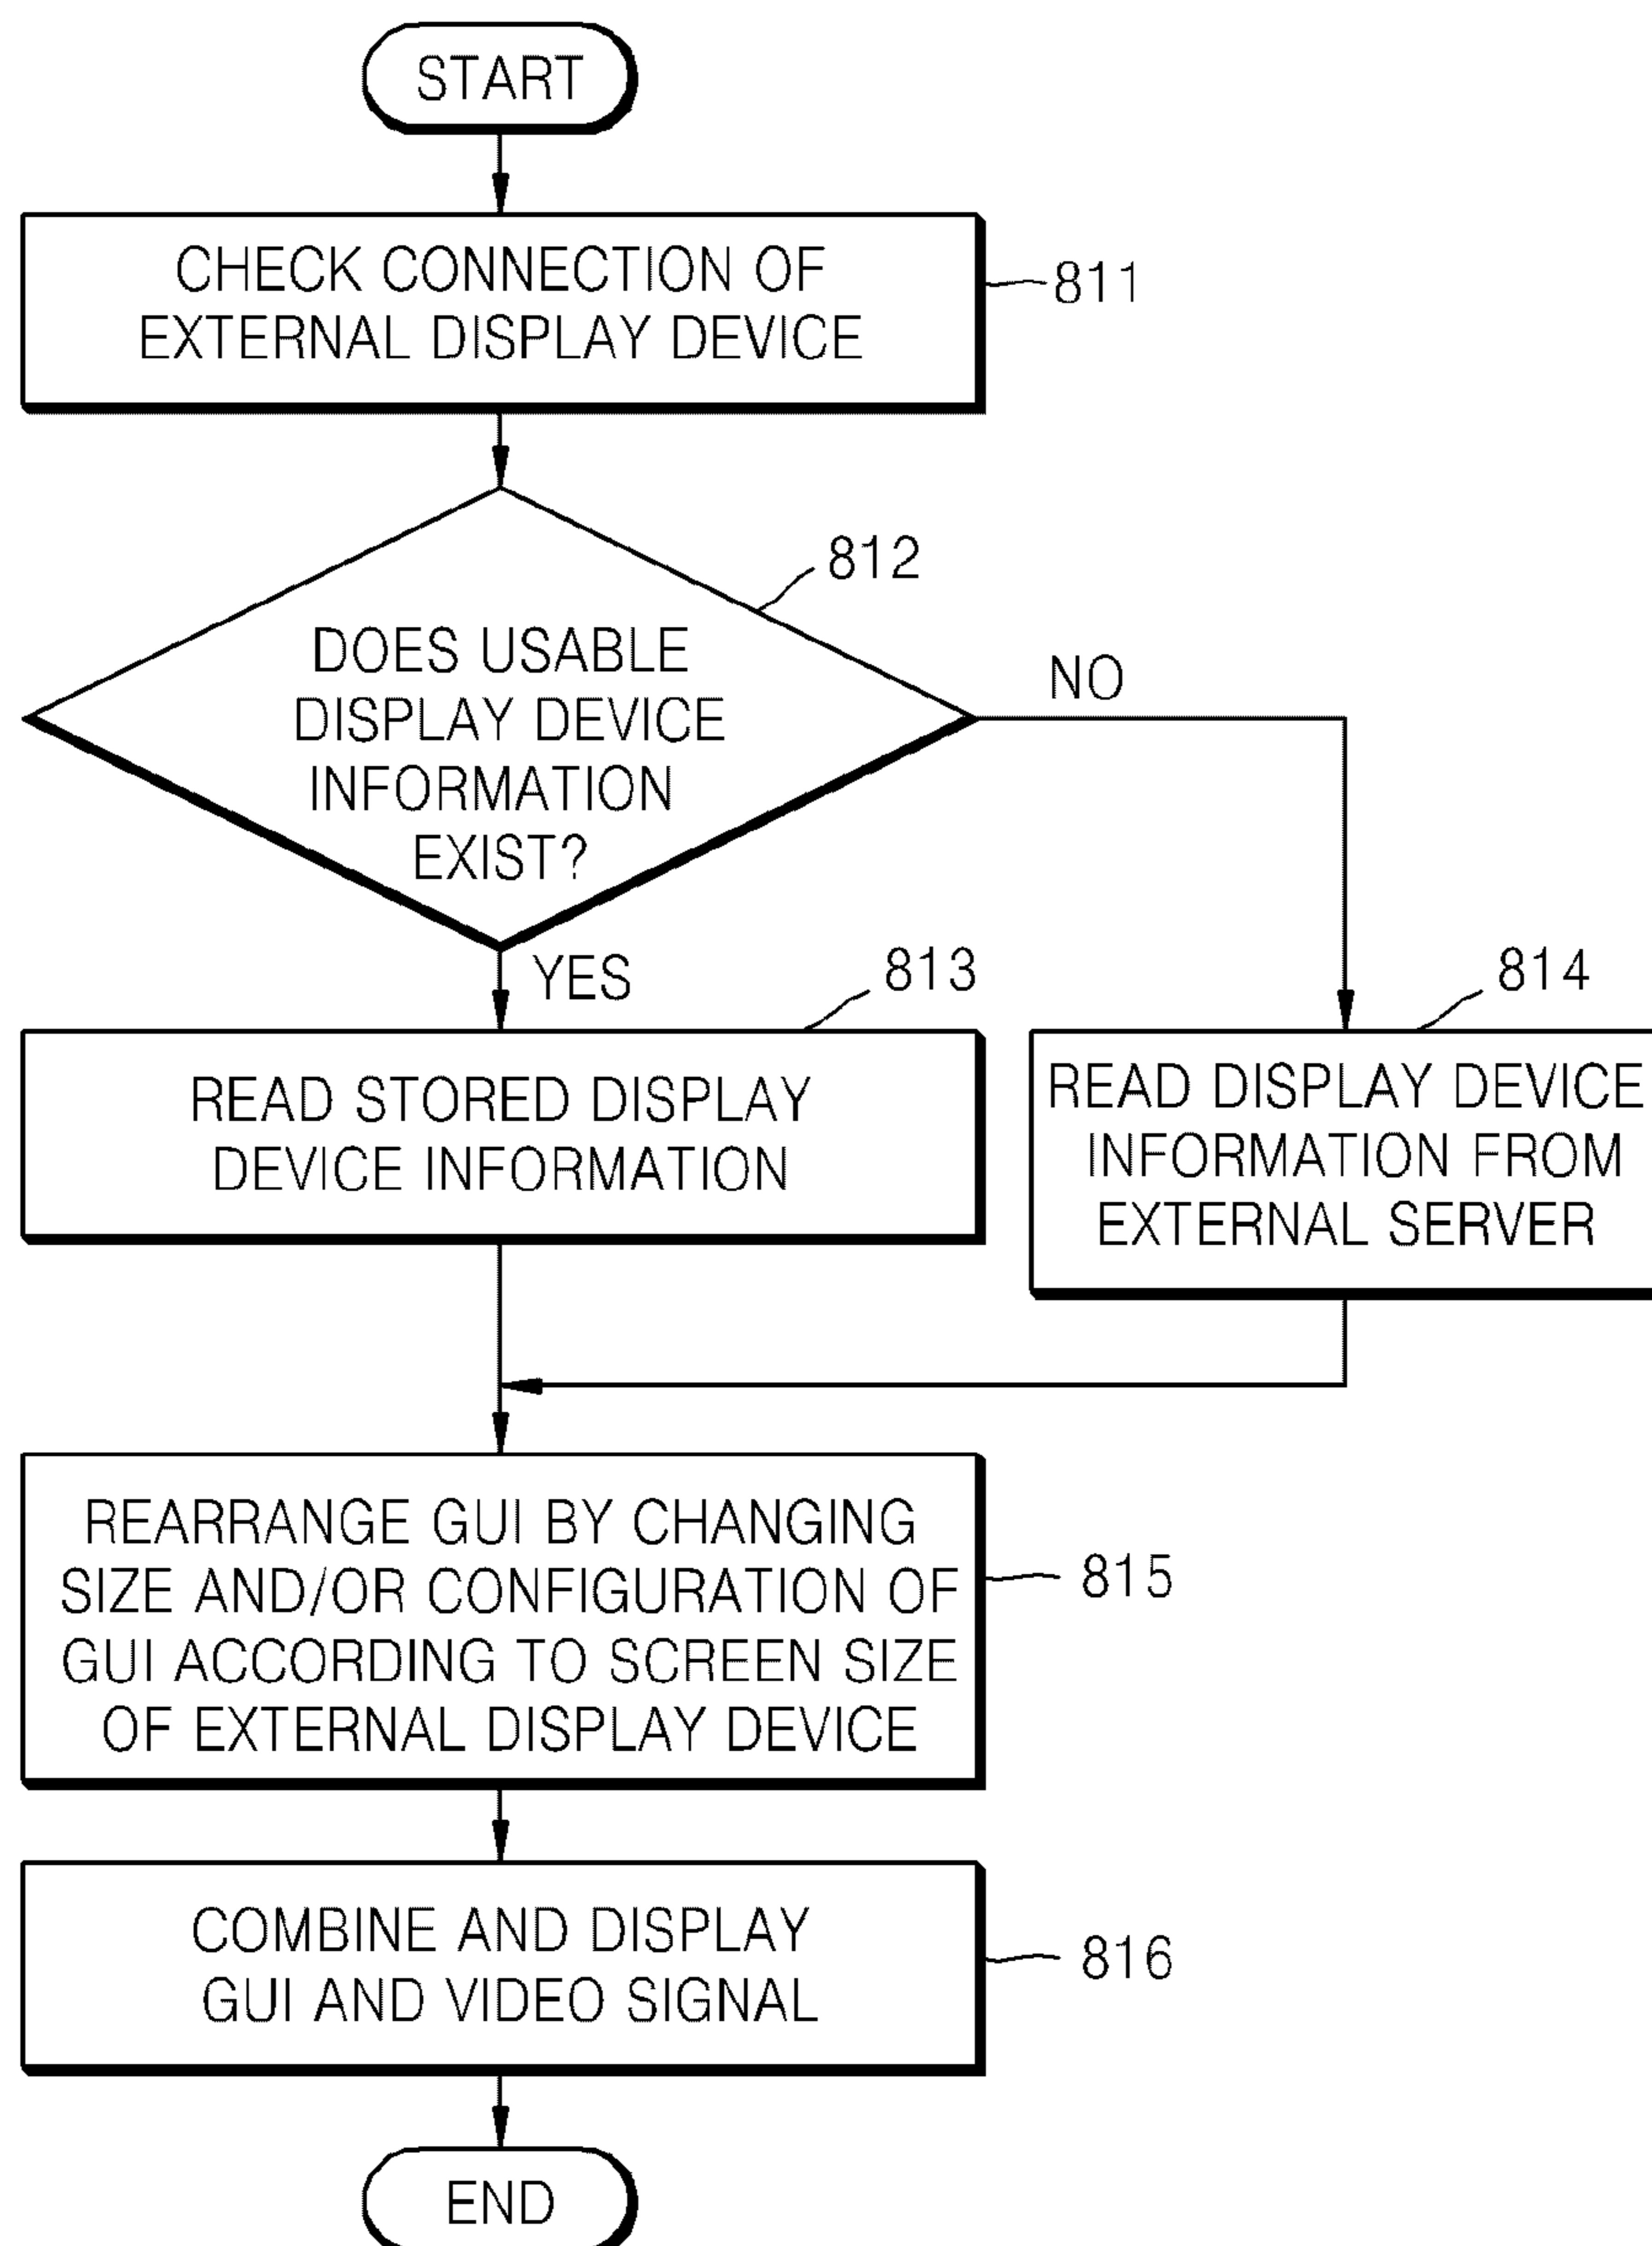 START
CHECK CONNECTION OF
EXTERNAL DISPLAY DEVICE
811
812
DOES USABLE
DISPLAY DEVICE
INFORMATION
EXIST?
NO
YES
813
READ STORED DISPLAY
DEVICE INFORMATION
814
READ DISPLAY DEVICE
INFORMATION FROM
EXTERNAL SERVER
REARRANGE GUI BY CHANGING
SIZE AND/OR CONFIGURATION OF
GUI ACCORDING TO SCREEN SIZE
OF EXTERNAL DISPLAY DEVICE
815
COMBINE AND DISPLAY
GUI AND VIDEO SIGNAL
816
END